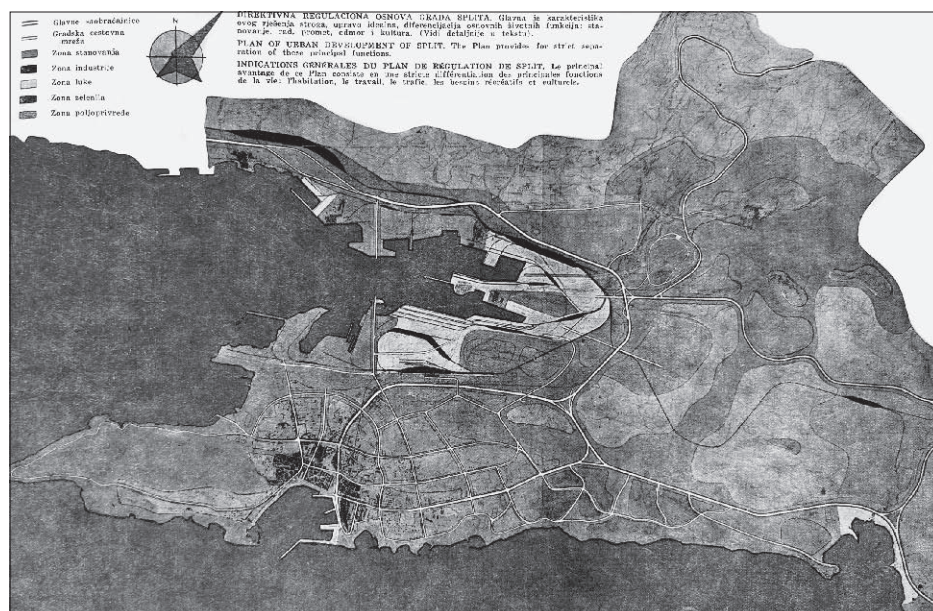 Glavne saobraćajnice
Gradska cestovna
mreža
Zona stanovanja
Zona industrije
Zona luke
Zona zelenila
Zona poljoprivrede
N
DIREKTIVNA REGULACIONA OSNOVA GRADA SPLITA. Glavna je karakteristika
ovog rješenja stroga, upravo idealna, diferencijacija osnovnih životnih funkcija: sta-
novanje, rad, promet, odmor i kultura. (Vidi detaljnije u tekstu).
PLAN OF URBAN DEVELOPMENT OF SPLIT. The Plan provides for strict sepa-
ration of these principal functions.
INDICATIONS GENERALES DU PLAN DE REGULATION DE SPLIT. Le principal
avantage de ce Plan consiste en une stricte différentiation des principales functions
de la vie: l'habitation, le travail, le trafic, les besoins récréatifs et culturels.